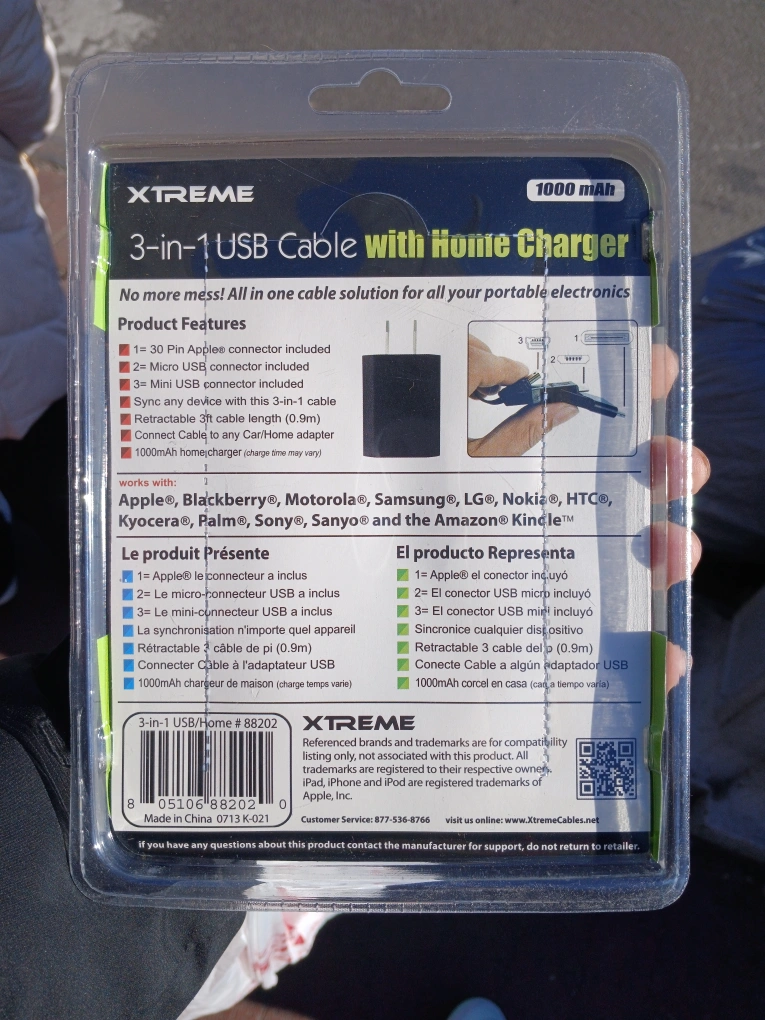 XTREME
1000 mAh
3-in-1 USB Cable with Home Charger
No more mess! All in one cable solution for all your portable electronics
Product Features
1= 30 Pin Apple® connector included
2= Micro USB connector included
3= Mini USB connector included
Sync any device with this 3-in-1 cable
Retractable 3ft cable length (0.9m)
Connect Cable to any Car/Home adapter
1000mAh home charger (charge time may vary)
3
1
2
works with:
Apple®, Blackberry®, Motorola®, Samsung®, LG®, Nokia®, HTC®,
Kyocera®, Palm®, Sony®, Sanyo® and the Amazon® Kindle™
Le produit Présente
1= Apple® le connecteur a inclus
2= Le micro-connecteur USB a inclus
3= Le mini-connecteur USB a inclus
La synchronisation n'importe quel appareil
Rétractable 3 câble de pi (0.9m)
Connecter Câble à l'adaptateur USB
1000mAh chargeur de maison (charge temps varie)
El producto Representa
1= Apple® el conector incluyó
2= El conector USB micro incluyó
3= El conector USB mini incluyó
Sincronice cualquier dispositivo
Retractable 3 cable del p (0.9m)
Conecte Cable a algún adaptador USB
1000mAh corcel en casa (carga tiempo varía)
3-in-1 USB/Home # 88202
8 05106 88202 0
Made in China 0713 K-021
XTREME
Referenced brands and trademarks are for compatibility
listing only, not associated with this product. All
trademarks are registered to their respective owners.
iPad, iPhone and iPod are registered trademarks of
Apple, Inc.
Customer Service: 877-536-8766 visit us online: www.XtremeCables.net
if you have any questions about this product contact the manufacturer for support, do not return to retailer.